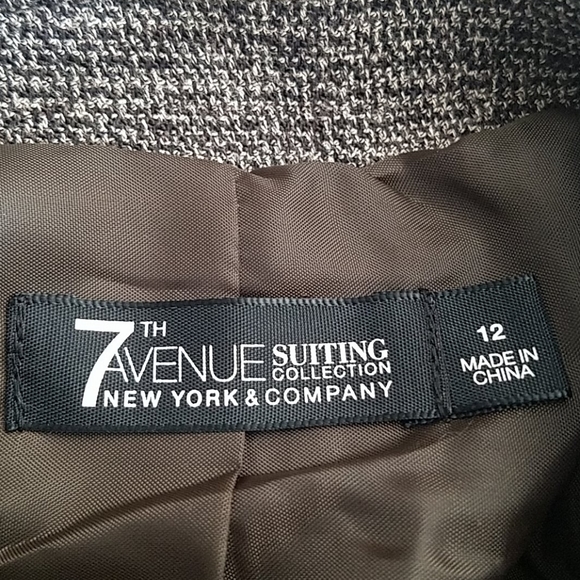 7TH AVENUE SUITING COLLECTION
NEW YORK & COMPANY
12
MADE IN
CHINA